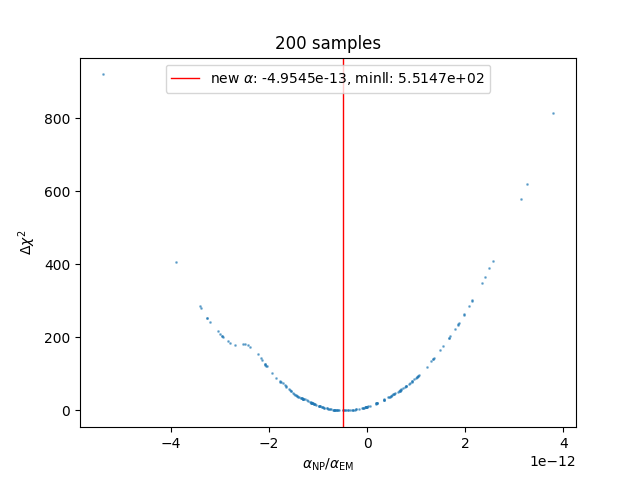 200 samples
new α: -4.9545e-13, minll: 5.5147e+02
Δχ²
800
600
400
200
0
−4 −2 0 2 4
1e−12
α_NP/α_EM